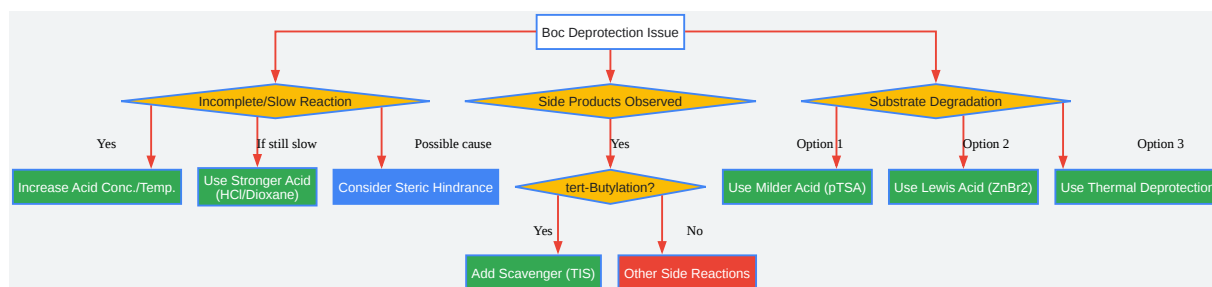 Boc Deprotection Issue
Incomplete/Slow Reaction
Side Products Observed
Substrate Degradation
Yes
If still slow
Possible cause
Yes
Option 1
Option 2
Option 3
Increase Acid Conc./Temp.
Use Stronger Acid
(HCl/Dioxane)
Consider Steric Hindrance
tert-Butylation?
Use Milder Acid (pTSA)
Use Lewis Acid (ZnBr2)
Use Thermal Deprotection
Yes
No
Add Scavenger (TIS)
Other Side Reactions